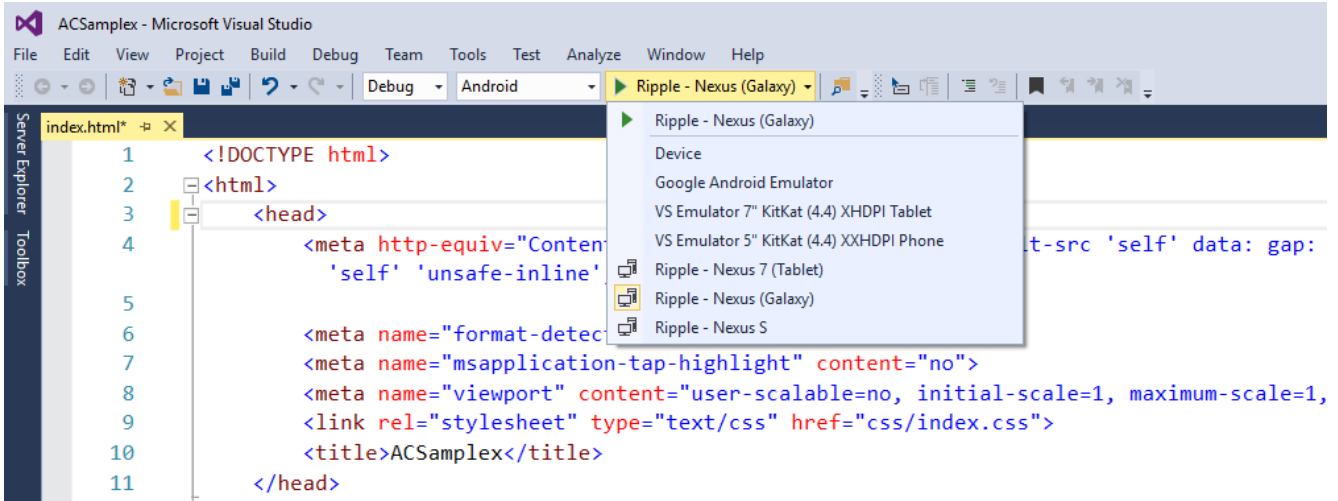 ACSamplex - Microsoft Visual Studio
File Edit View Project Build Debug Team Tools Test Analyze Window Help
Debug Android Ripple - Nexus (Galaxy)
Server Explorer
Toolbox
index.html*
Ripple - Nexus (Galaxy)
Device
Google Android Emulator
VS Emulator 7" KitKat (4.4) XHDPI Tablet
VS Emulator 5" KitKat (4.4) XXHDPI Phone
Ripple - Nexus 7 (Tablet)
Ripple - Nexus (Galaxy)
Ripple - Nexus S
1 <!DOCTYPE html>
2 <html>
3 <head>
4 <meta http-equiv="Conten t-src 'self' data: gap:
'self' 'unsafe-inline'
5
6 <meta name="format-detec
7 <meta name="msapplication-tap-highlight" content="no">
8 <meta name="viewport" content="user-scalable=no, initial-scale=1, maximum-scale=1,
9 <link rel="stylesheet" type="text/css" href="css/index.css">
10 <title>ACSamplex</title>
11 </head>